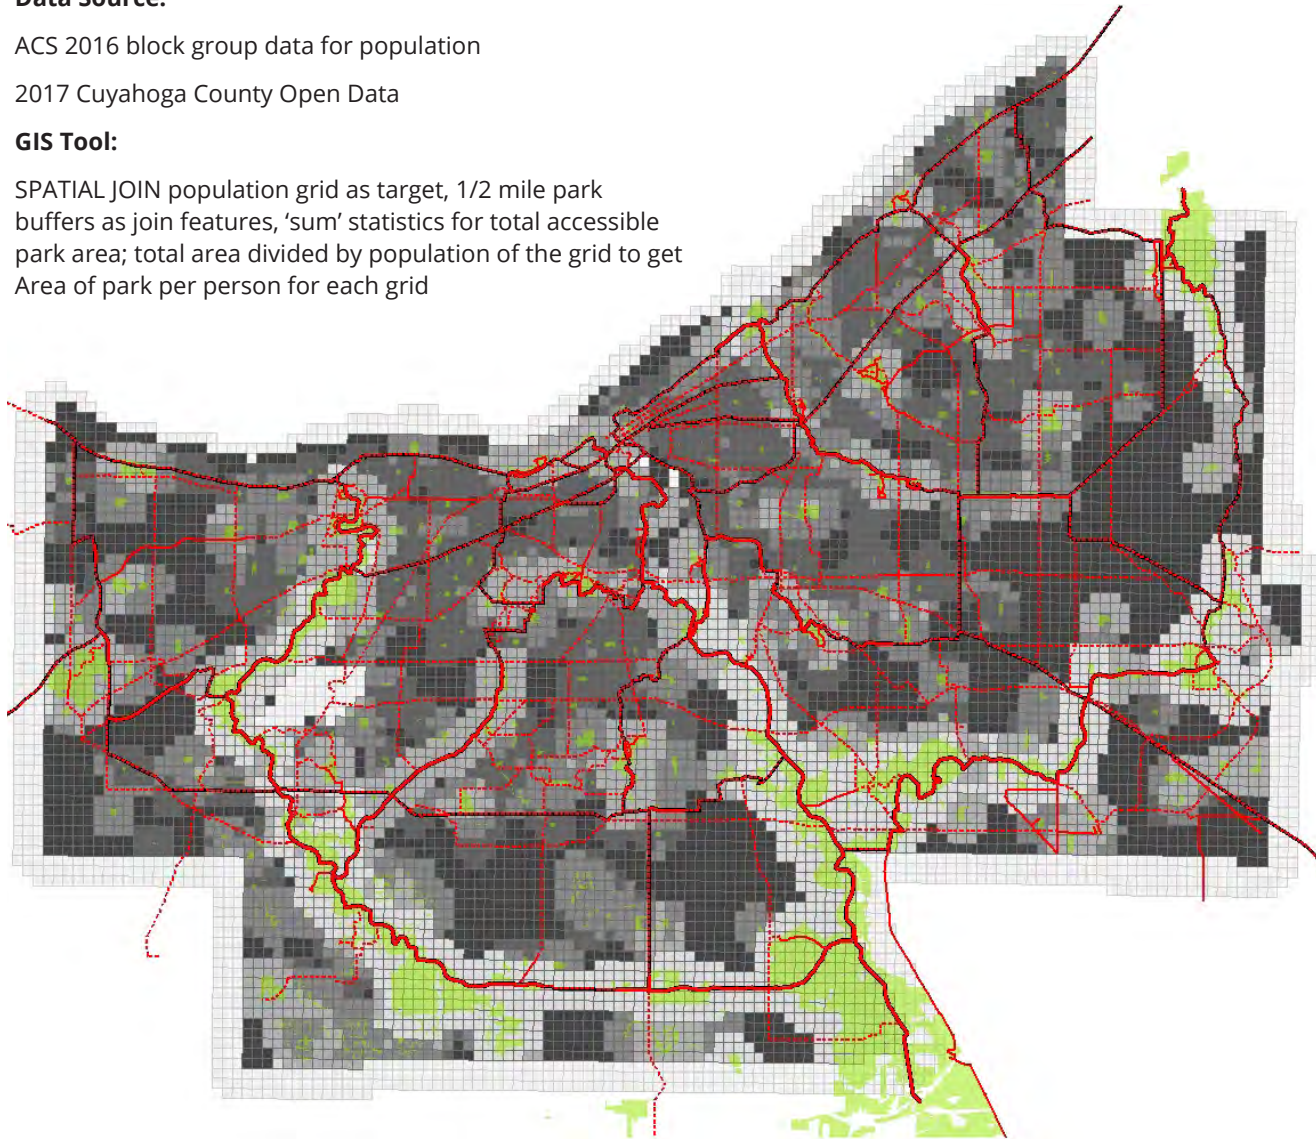 Data Source:
ACS 2016 block group data for population
2017 Cuyahoga County Open Data
GIS Tool:
SPATIAL JOIN population grid as target, 1/2 mile park
buffers as join features, ‘sum’ statistics for total accessible
park area; total area divided by population of the grid to get
Area of park per person for each grid